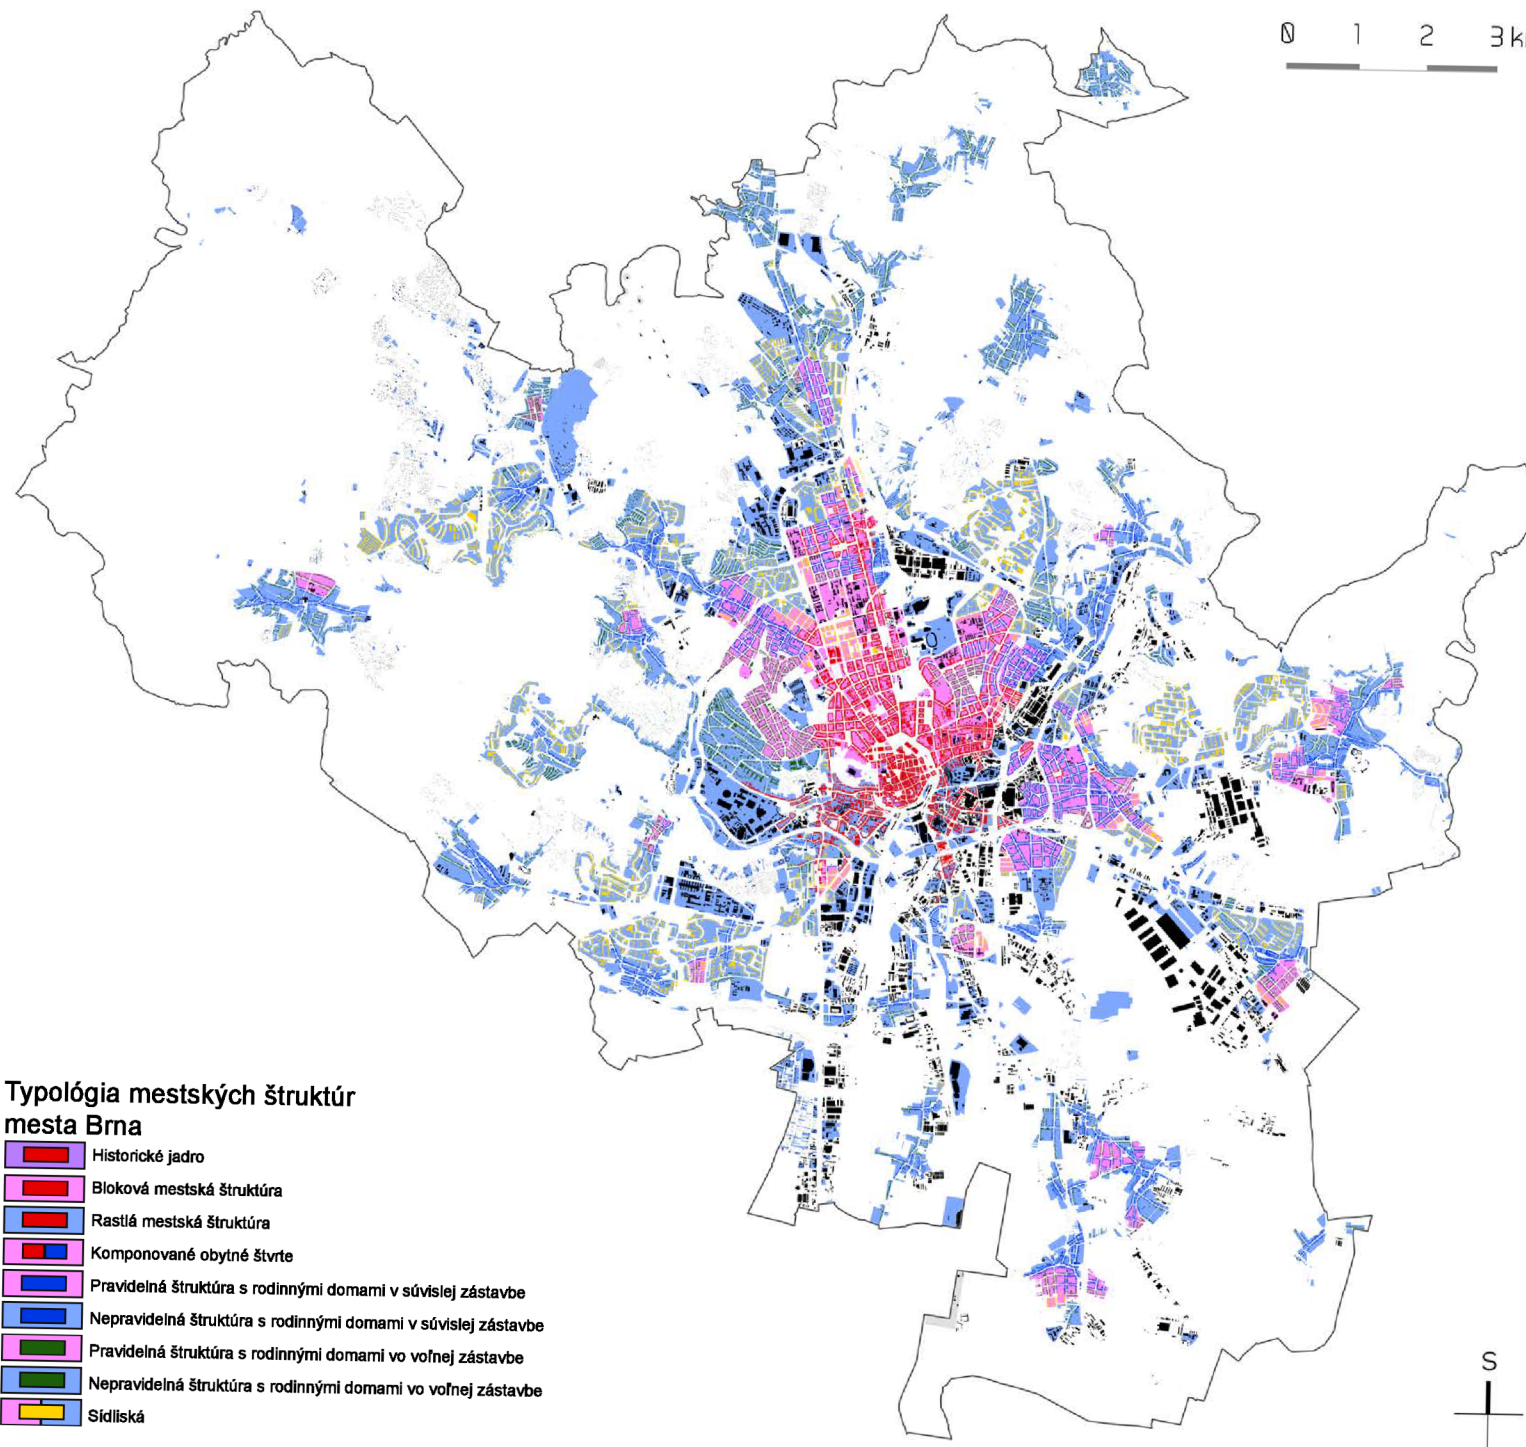 0 1 2 3 k
Typológia mestských štruktúr
mesta Brna
Historické jadro
Bloková mestská štruktúra
Rastlá mestská štruktúra
Komponované obytné štvrte
Pravidelná štruktúra s rodinnými domami v súvislej zástavbe
Nepravidelná štruktúra s rodinnými domami v súvislej zástavbe
Pravidelná štruktúra s rodinnými domami vo voľnej zástavbe
Nepravidelná štruktúra s rodinnými domami vo voľnej zástavbe
Sídliská
S